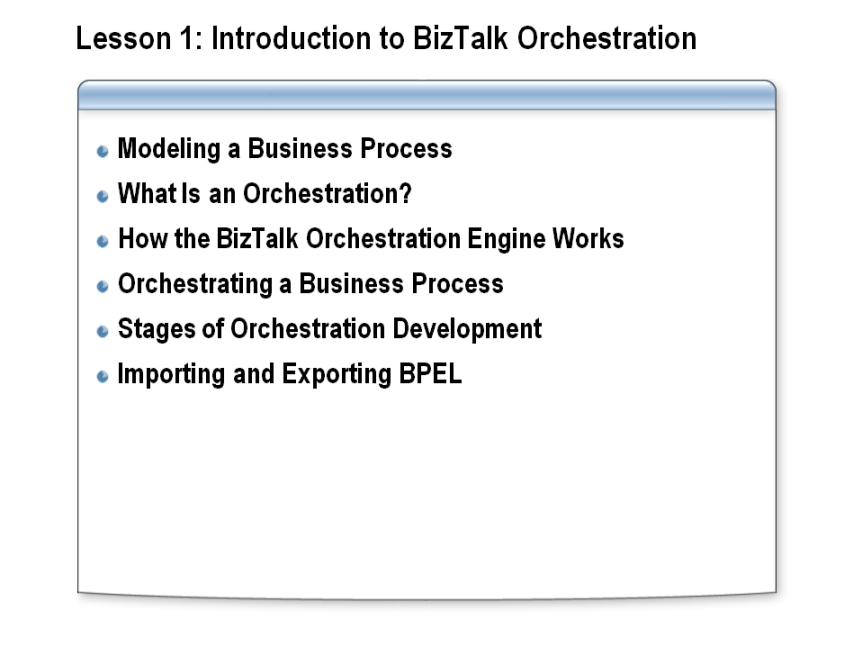 Lesson 1: Introduction to BizTalk Orchestration
Modeling a Business Process
What Is an Orchestration?
How the BizTalk Orchestration Engine Works
Orchestrating a Business Process
Stages of Orchestration Development
Importing and Exporting BPEL